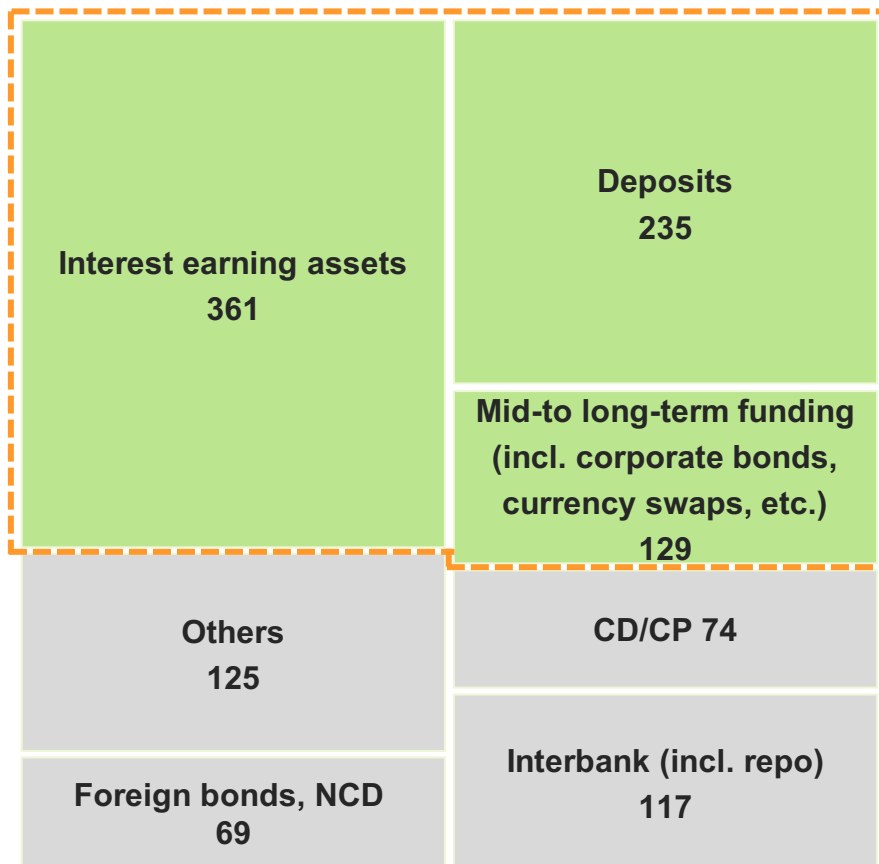 Interest earning assets
361
Others
125
Foreign bonds, NCD
69
Deposits
235
Mid-to long-term funding
(incl. corporate bonds,
currency swaps, etc.)
129
CD/CP 74
Interbank (incl. repo)
117